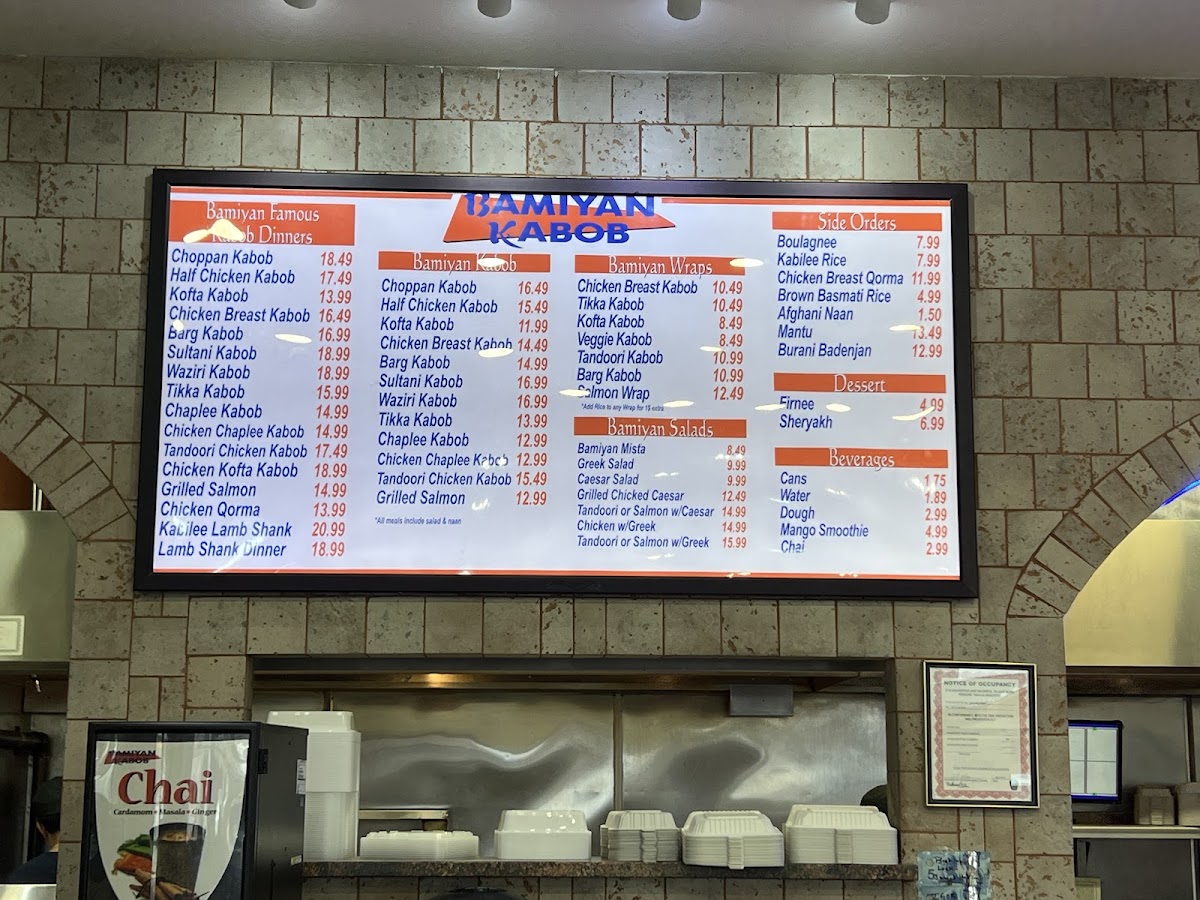 BAMIYAN
KABOB
Bamiyan Famous
Kabob Dinners
Choppan Kabob 18.49
Half Chicken Kabob 17.49
Kofta Kabob 13.99
Chicken Breast Kabob 16.49
Barg Kabob 16.99
Sultani Kabob 18.99
Waziri Kabob 18.99
Tikka Kabob 15.99
Chaplee Kabob 14.99
Chicken Chaplee Kabob 14.99
Tandoori Chicken Kabob 17.49
Chicken Kofta Kabob 18.99
Grilled Salmon 14.99
Chicken Qorma 13.99
Kabilee Lamb Shank 20.99
Lamb Shank Dinner 18.99
Bamiyan Kabob
Choppan Kabob 16.49
Half Chicken Kabob 15.49
Kofta Kabob 11.99
Chicken Breast Kabob 14.49
Barg Kabob 14.99
Sultani Kabob 16.99
Waziri Kabob 16.99
Tikka Kabob 13.99
Chaplee Kabob 12.99
Chicken Chaplee Kabob 12.99
Tandoori Chicken Kabob 15.49
Grilled Salmon 12.99
*All meals include salad & naan
Bamiyan Wraps
Chicken Breast Kabob 10.49
Tikka Kabob 10.49
Kofta Kabob 8.49
Veggie Kabob 8.49
Tandoori Kabob 10.99
Barg Kabob 10.99
Salmon Wrap 12.49
*Add Rice to any Wrap for 1$ extra
Bamiyan Salads
Bamiyan Mista 8.49
Greek Salad 9.99
Caesar Salad 9.99
Grilled Chicked Caesar 12.49
Tandoori or Salmon w/Caesar 14.99
Chicken w/Greek 14.99
Tandoori or Salmon w/Greek 15.99
Side Orders
Boulagnee 7.99
Kabilee Rice 7.99
Chicken Breast Qorma 11.99
Brown Basmati Rice 4.99
Afghani Naan 1.50
Mantu 13.49
Burani Badenjan 12.99
Dessert
Firnee 4.99
Sheryakh 6.99
Beverages
Cans 1.75
Water 1.89
Dough 2.99
Mango Smoothie 4.99
Chai 2.99
BAMIYAN
KABOB
Chai
Cardamom • Masala • Ginger
NOTICE OF OCCUPANCY